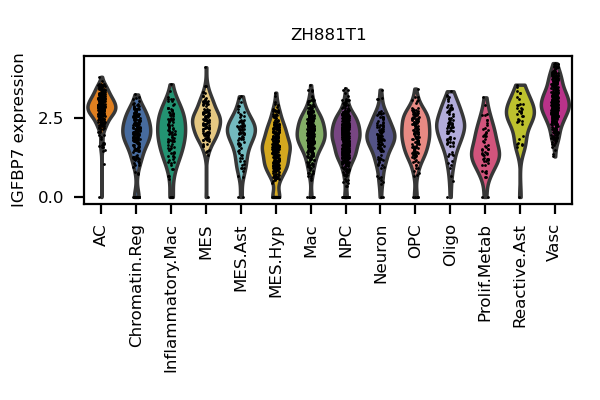 ZH881T1
IGFBP7 expression
2.5
0.0
AC
Chromatin.Reg
Inflammatory.Mac
MES
MES.Ast
MES.Hyp
Mac
NPC
Neuron
OPC
Oligo
Prolif.Metab
Reactive.Ast
Vasc